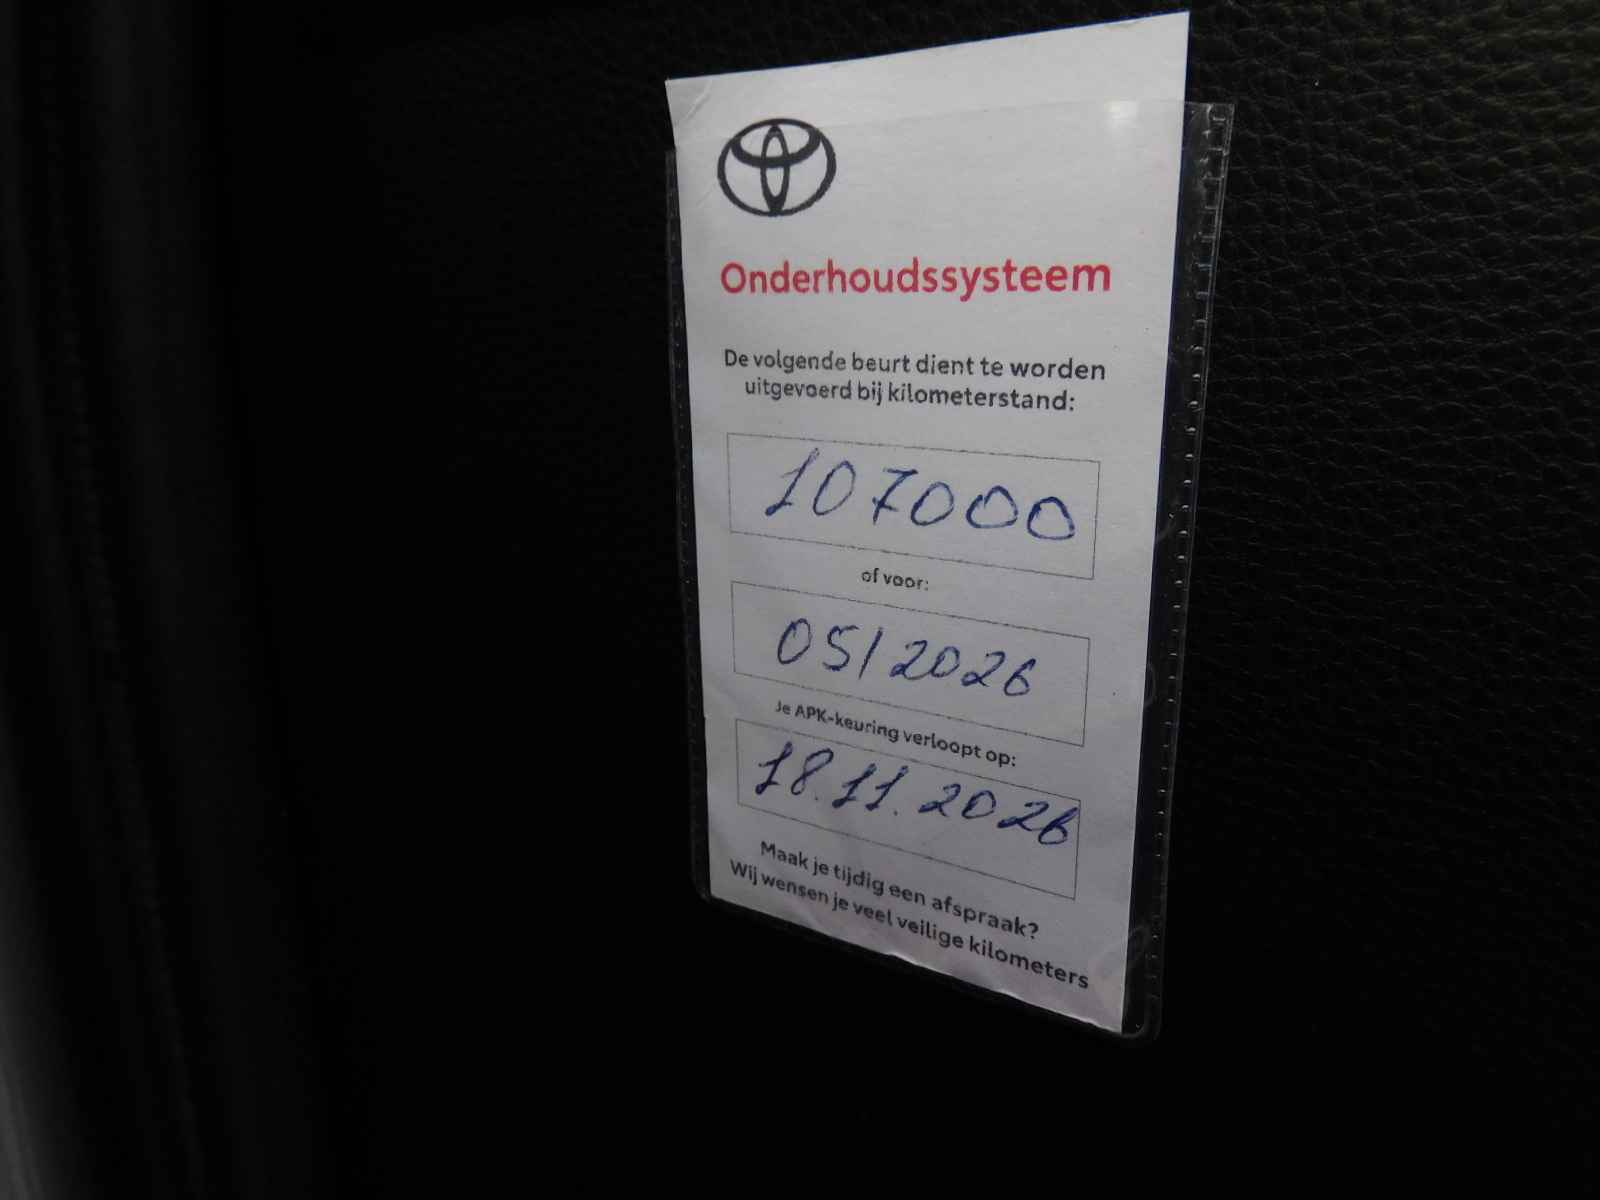 Onderhoudssysteem
De volgende beurt dient te worden
uitgevoerd bij kilometerstand:
107000
of voor:
05/2026
Je APK-keuring verloopt op:
18.11.2026
Maak je tijdig een afspraak?
Wij wensen je veel veilige kilometers